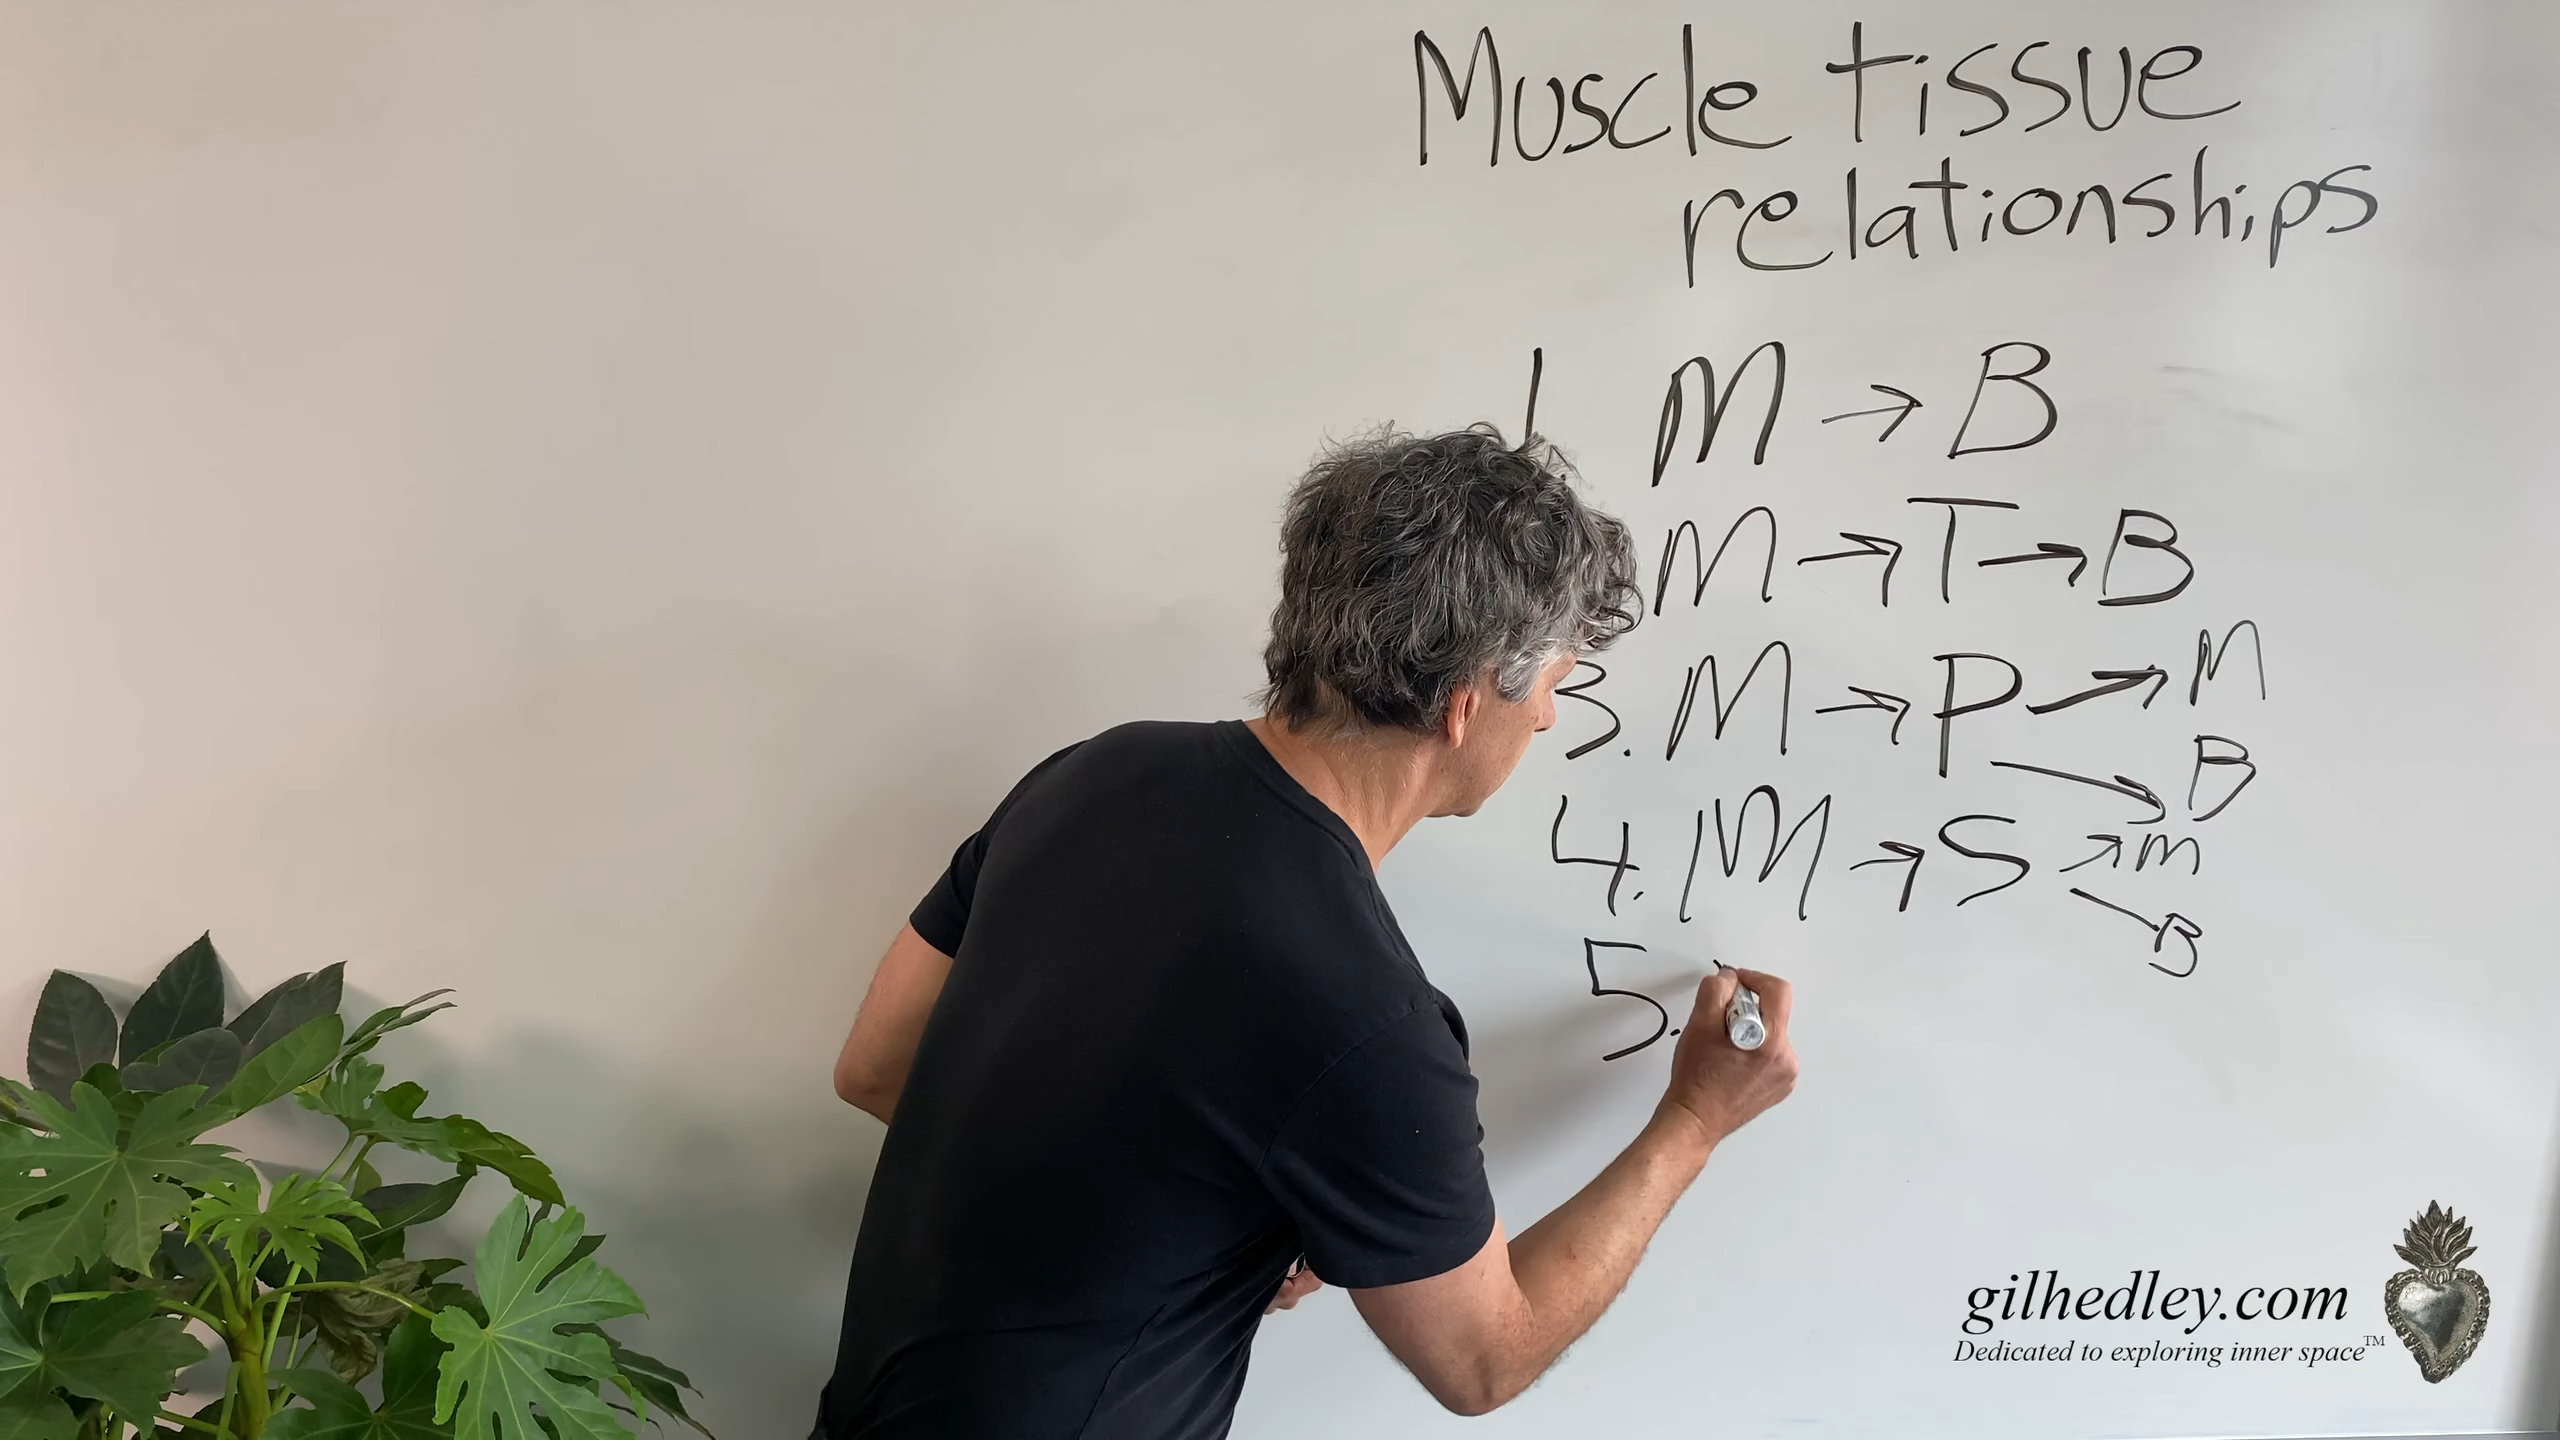 Muscle tissue
relationships
1 M → B
M → T → B
3. M → P → M
→ B
4. M → S → M
→ B
5.
gilhedley.com
Dedicated to exploring inner space™